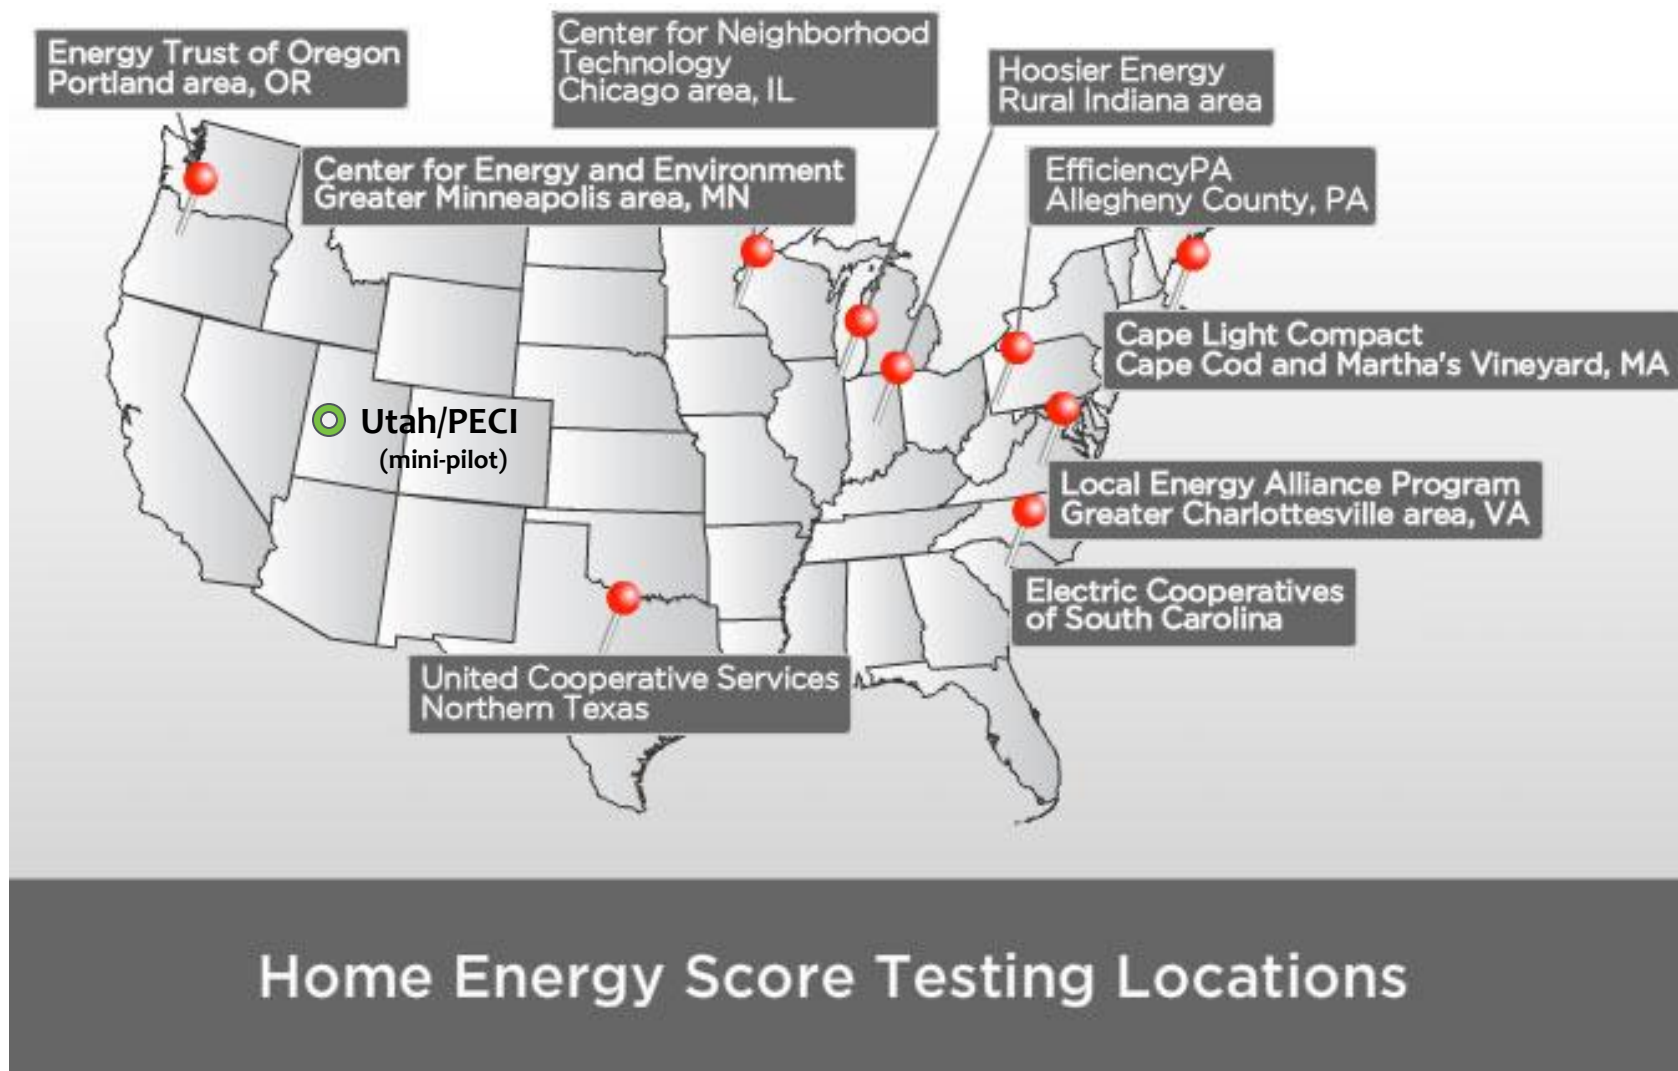 Energy Trust of Oregon
Portland area, OR
Center for Neighborhood
Technology
Chicago area, IL
Hoosier Energy
Rural Indiana area
Center for Energy and Environment
Greater Minneapolis area, MN
EfficiencyPA
Allegheny County, PA
Cape Light Compact
Cape Cod and Martha's Vineyard, MA
Utah/PECI
(mini-pilot)
Local Energy Alliance Program
Greater Charlottesville area, VA
Electric Cooperatives
of South Carolina
United Cooperative Services
Northern Texas
Home Energy Score Testing Locations